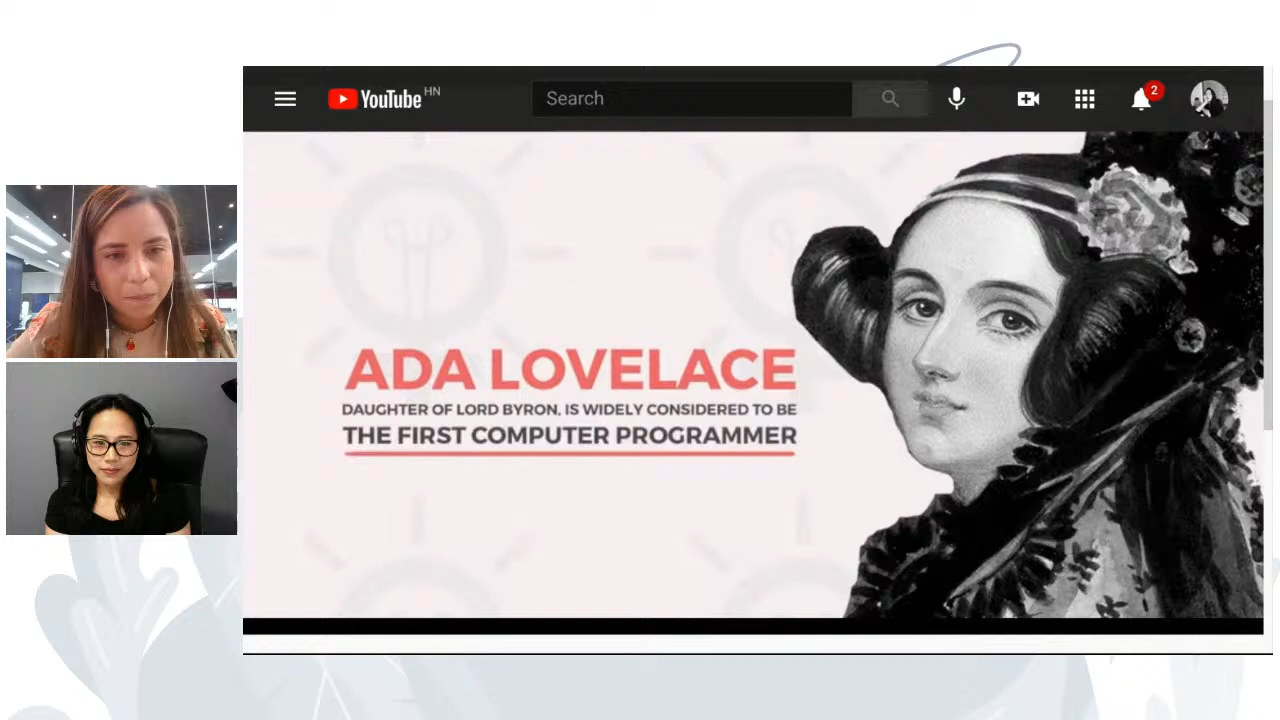 YouTube HN
Search
2
ADA LOVELACE
DAUGHTER OF LORD BYRON, IS WIDELY CONSIDERED TO BE
THE FIRST COMPUTER PROGRAMMER